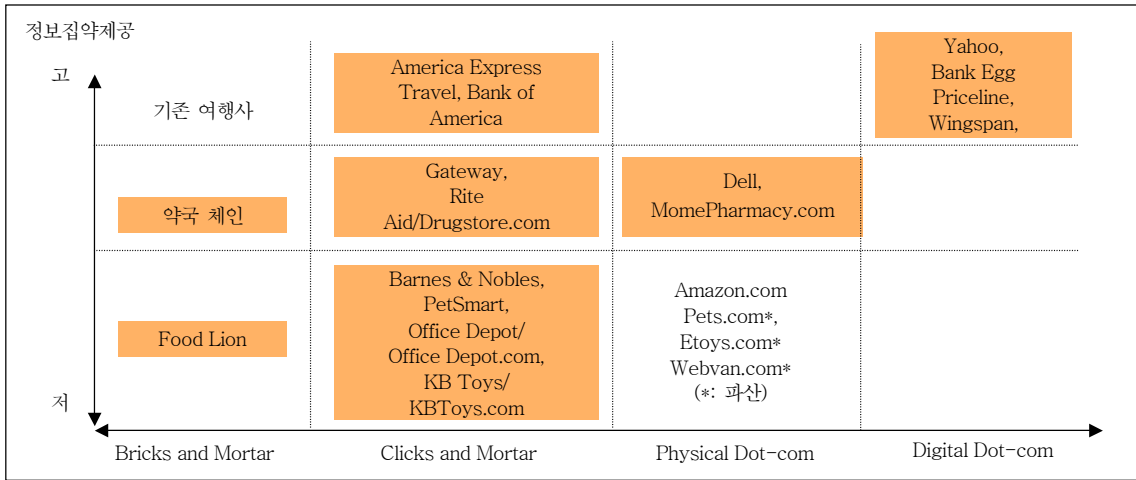 정보집약제공
고
기존 여행사
America Express
Travel, Bank of
America
Yahoo,
Bank Egg
Priceline,
Wingspan,
약국 체인
Gateway,
Rite
Aid/Drugstore.com
Dell,
MomePharmacy.com
Food Lion
Barnes & Nobles,
PetSmart,
Office Depot/
Office Depot.com,
KB Toys/
KBToys.com
Amazon.com
Pets.com*,
Etoys.com*
Webvan.com*
(*: 파산)
저
Bricks and Mortar
Clicks and Mortar
Physical Dot-com
Digital Dot-com